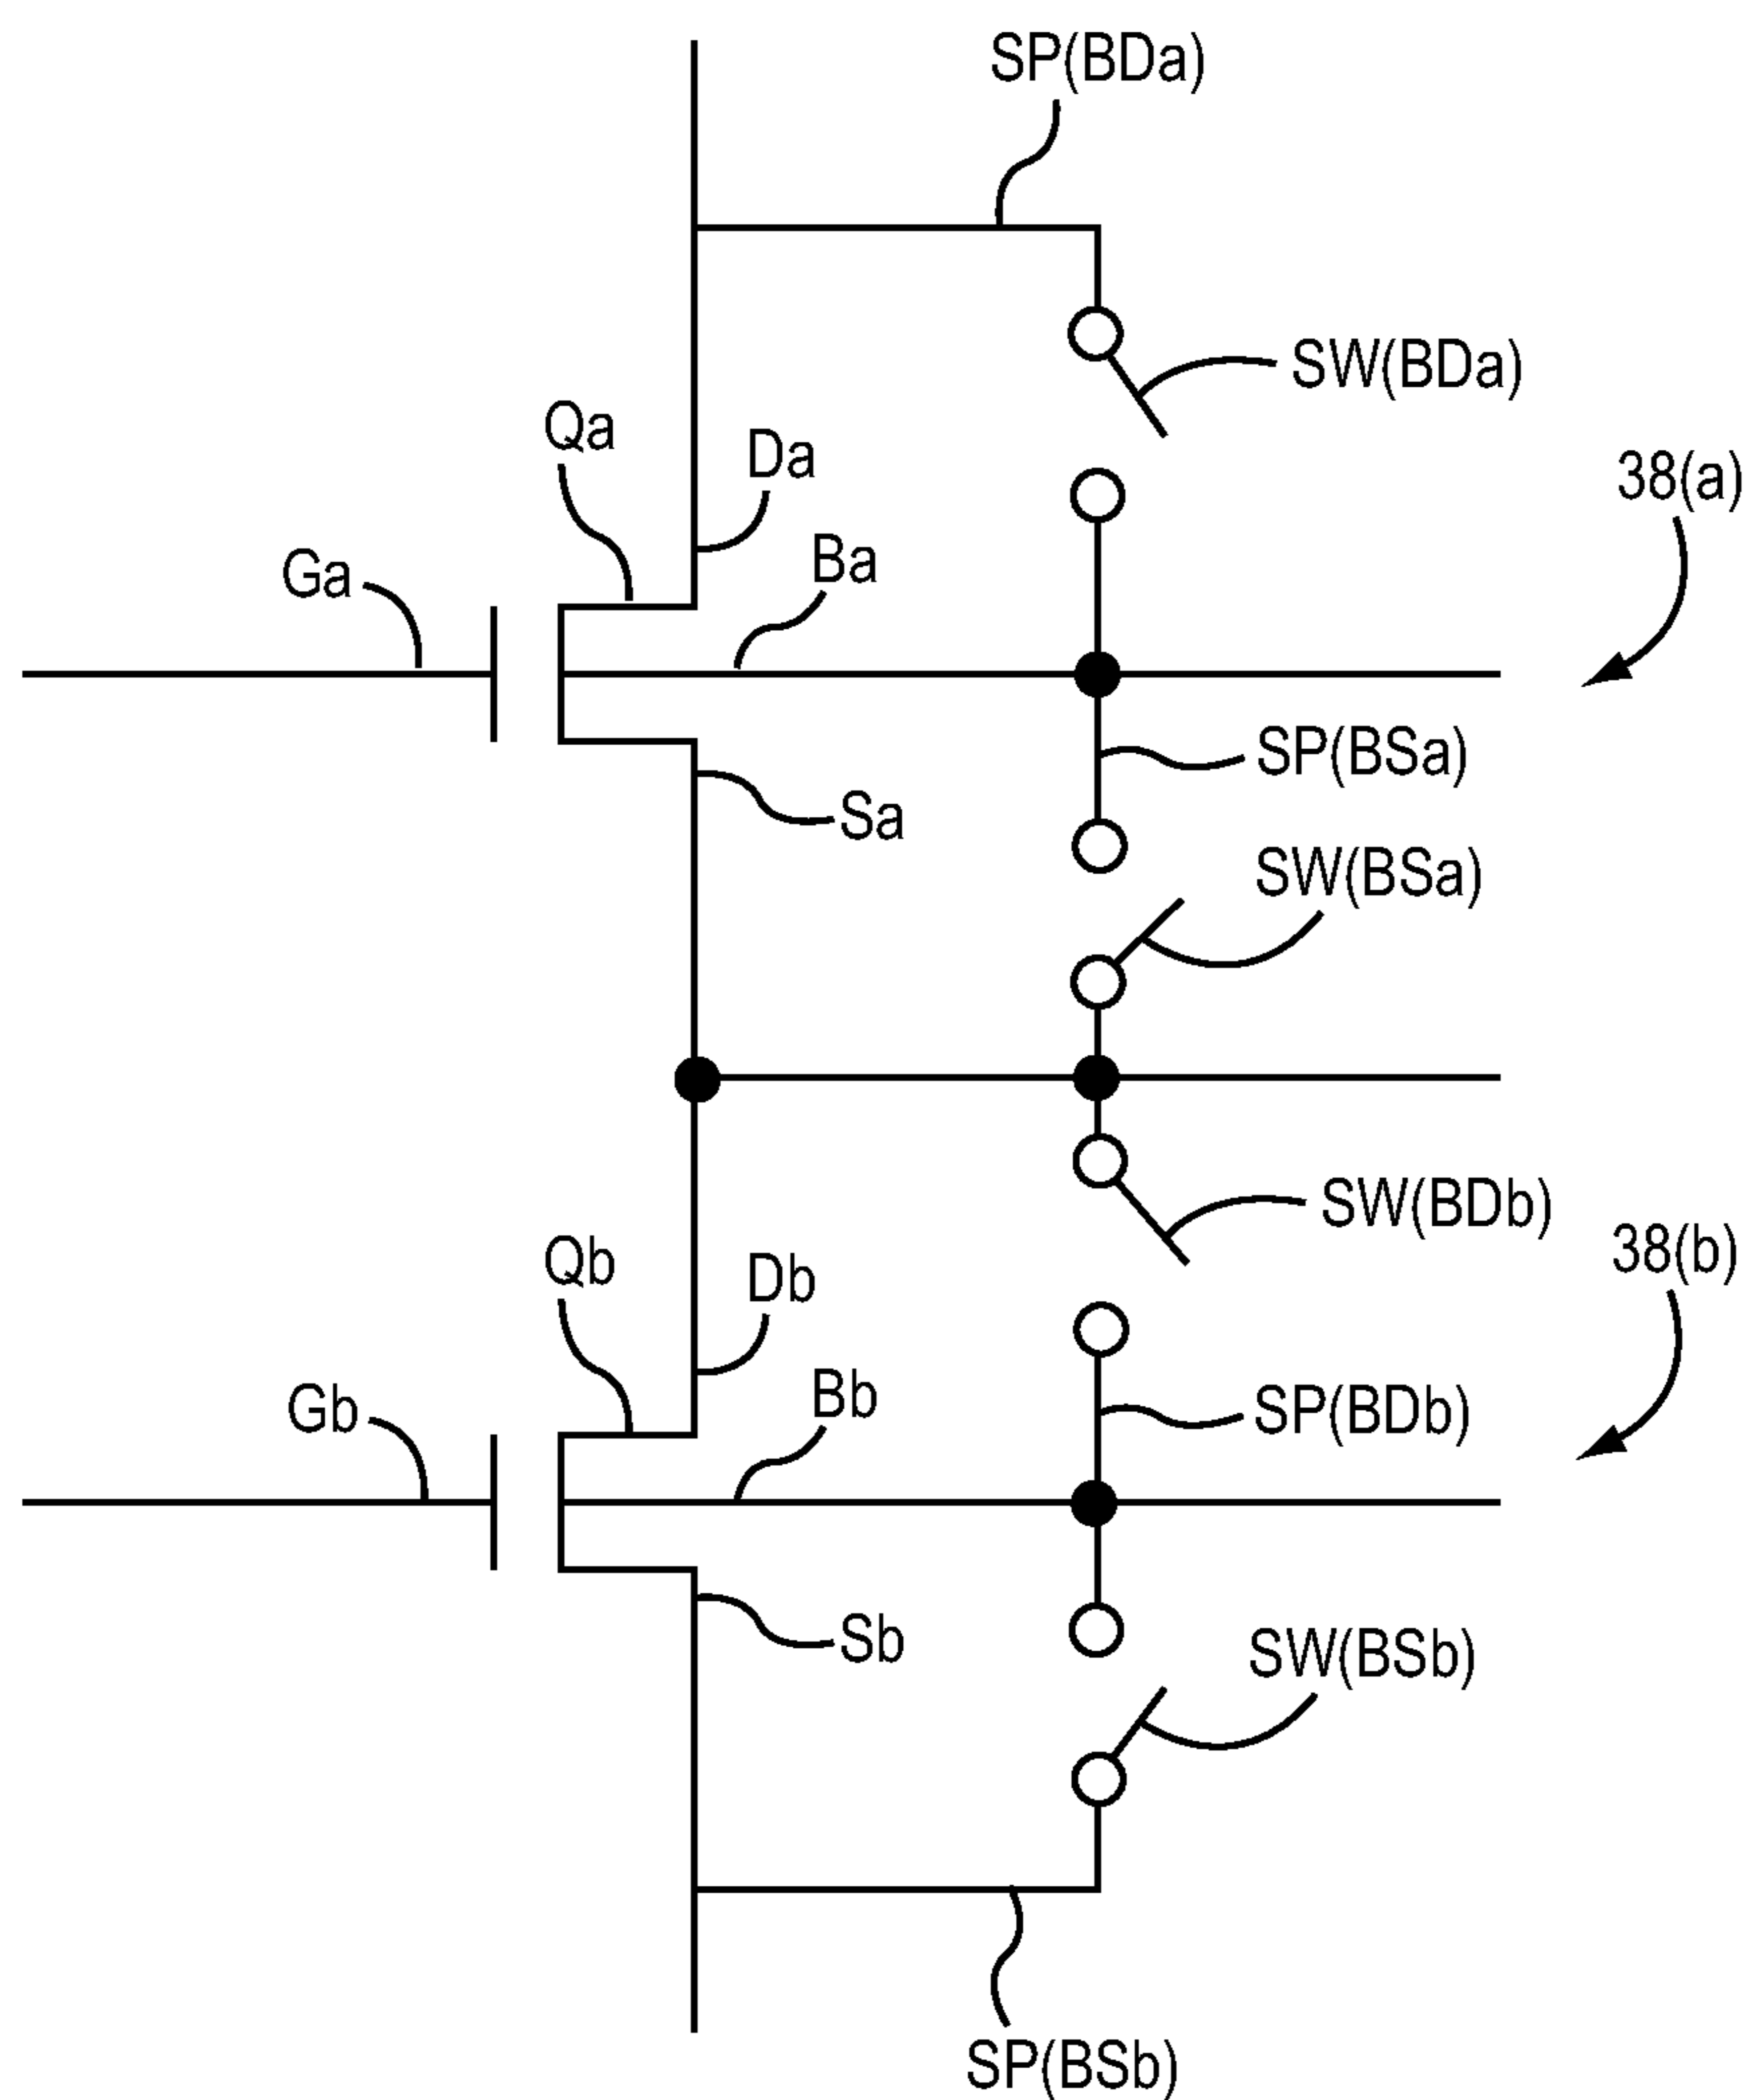 SP(BDa)
SW(BDa)
Qa
Da
38(a)
Ba
Ga
SP(BSa)
Sa
SW(BSa)
SW(BDb)
38(b)
Qb
Db
Bb
SP(BDb)
Gb
Sb
SW(BSb)
SP(BSb)